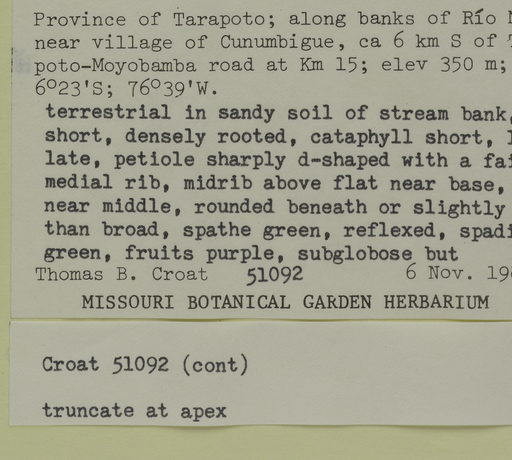 Province of Tarapoto; along banks of Río
near village of Cunumbigue, ca 6 km S of
poto-Moyobamba road at Km 15; elev 350 m;
6°23'S; 76°39'W.
terrestrial in sandy soil of stream bank,
short, densely rooted, cataphyll short,
late, petiole sharply d-shaped with a
medial rib, midrib above flat near base,
near middle, rounded beneath or slightly
than broad, spathe green, reflexed,
green, fruits purple, subglobose but
Thomas B. Croat 51092 6 Nov.
MISSOURI BOTANICAL GARDEN HERBARIUM
Croat 51092 (cont)
truncate at apex